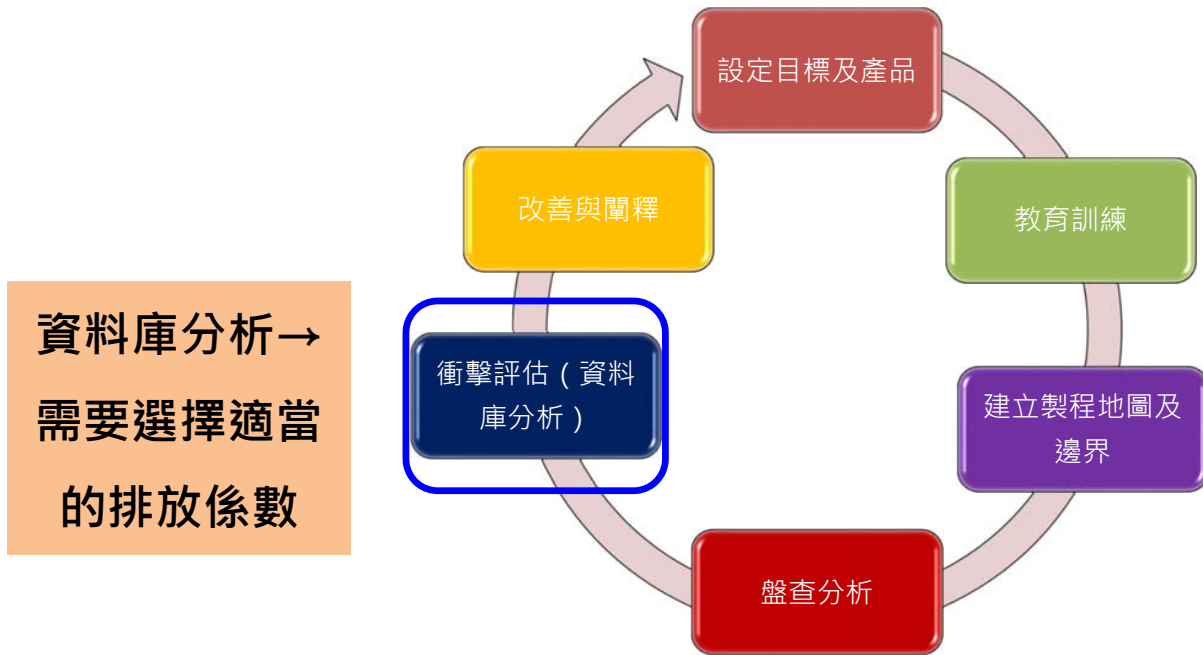 設定目標及產品
教育訓練
建立製程地圖及
邊界
盤查分析
衝擊評估（資料
庫分析）
改善與闡釋
資料庫分析→
需要選擇適當
的排放係數